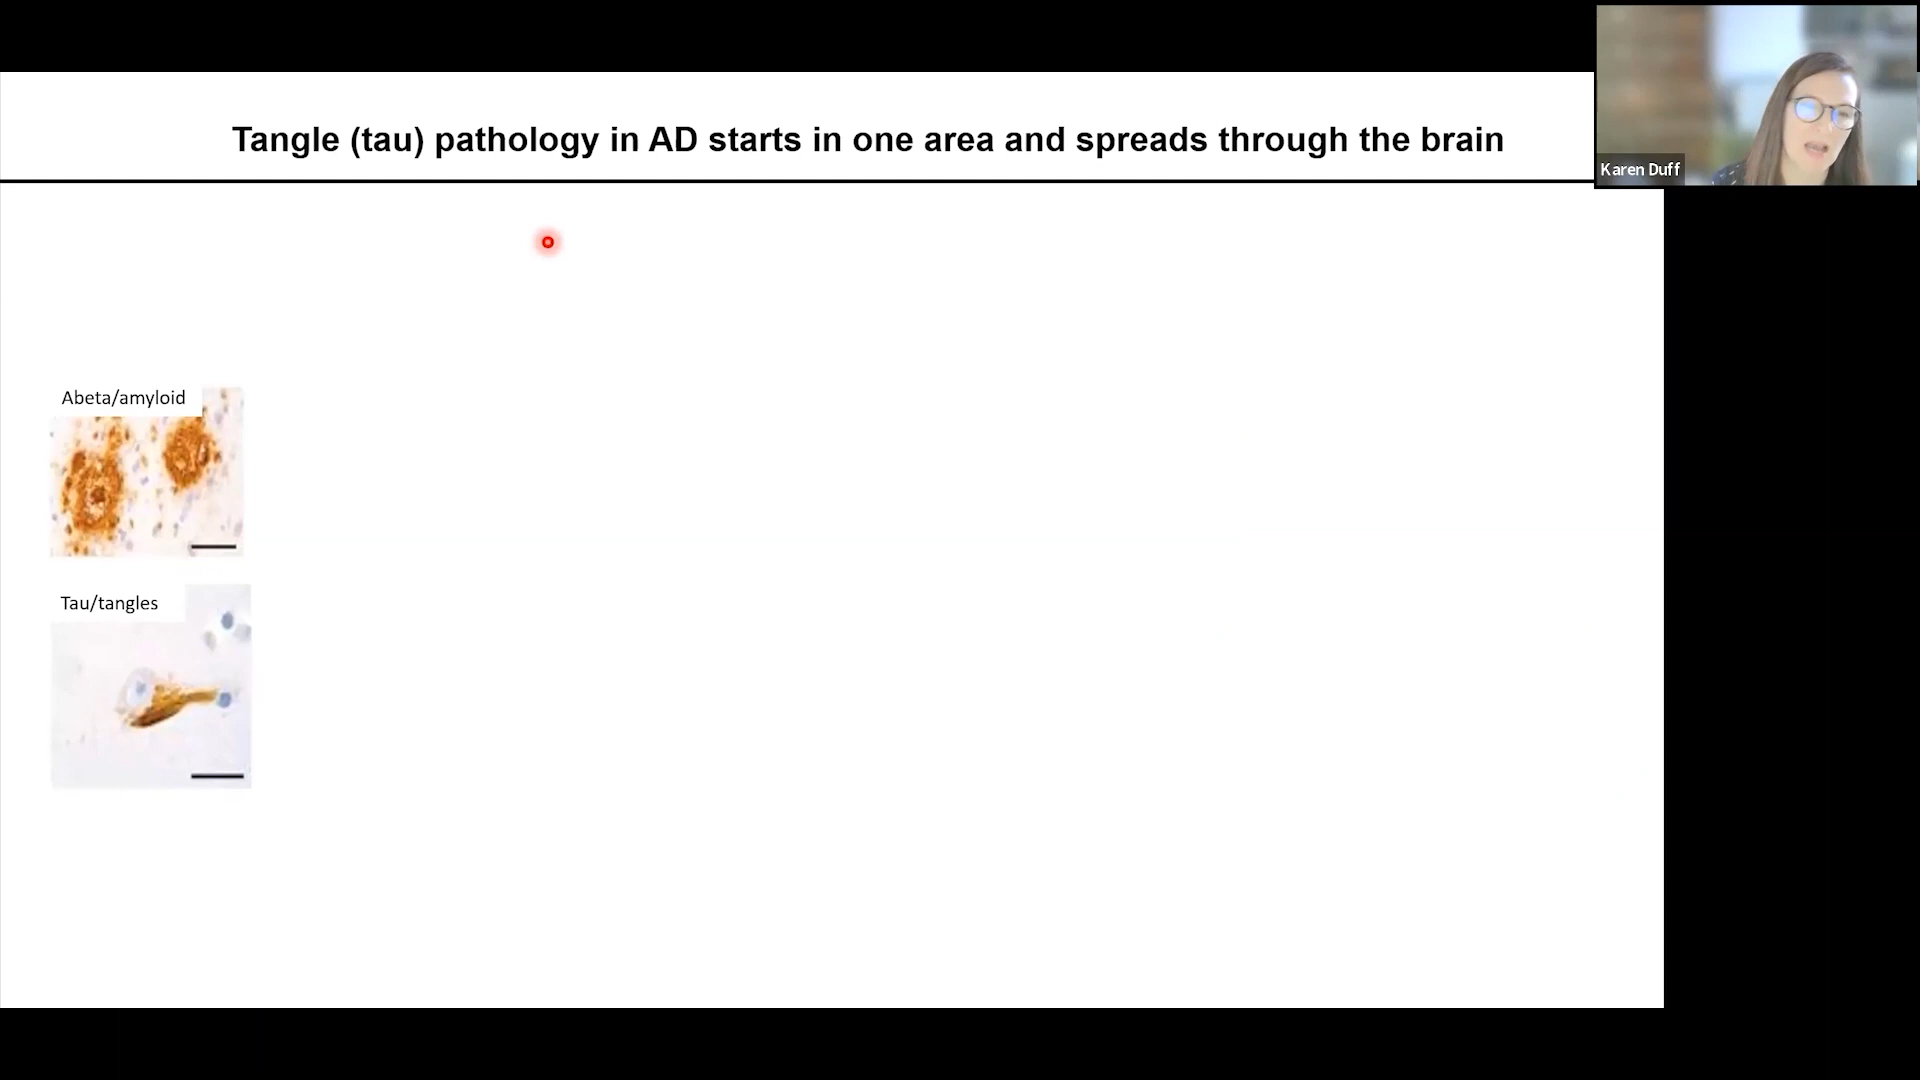 Tangle (tau) pathology in AD starts in one area and spreads through the brain
Karen Duff
Abeta/amyloid
Tau/tangles